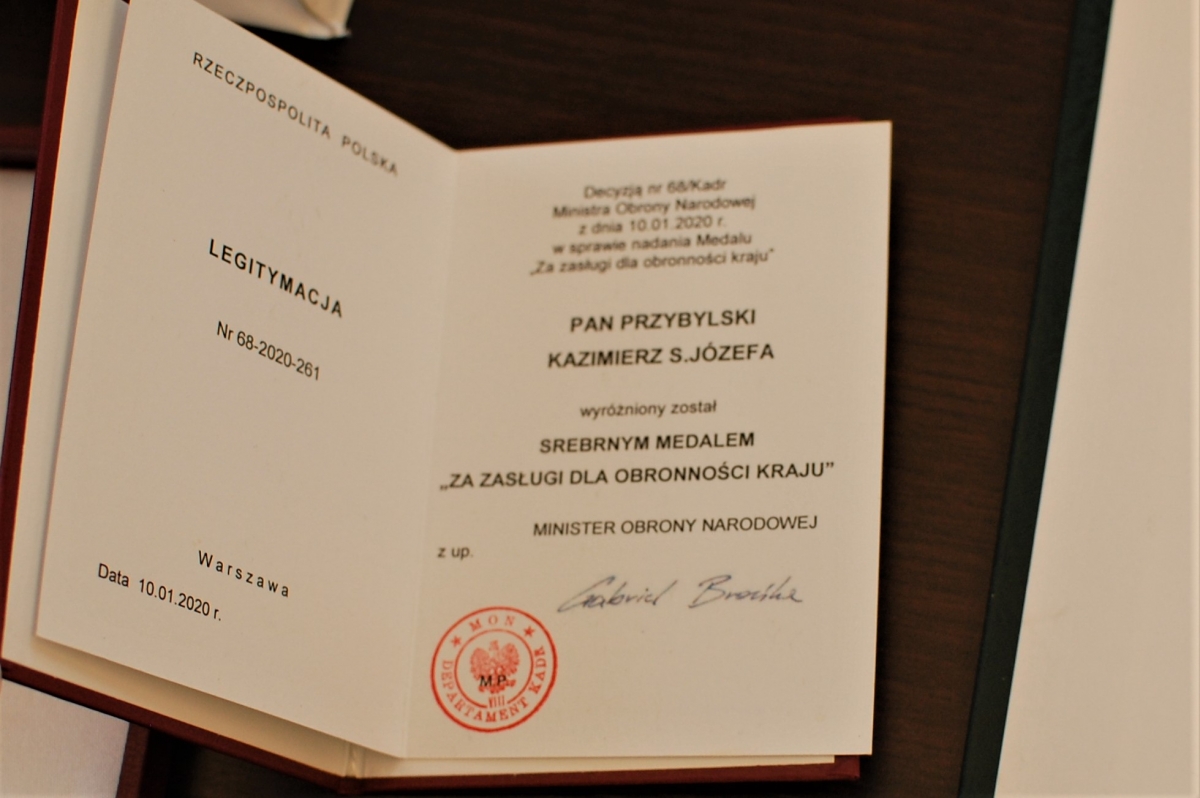 RZECZPOSPOLITA POLSKA
LEGITYMACJA
Nr 68-2020-261
Warszawa
Data 10.01.2020 r.
Decyzją nr 68/Kadr
Ministra Obrony Narodowej
z dnia 10.01.2020 r.
w sprawie nadania Medalu
„Za zasługi dla obronności kraju”
PAN PRZYBYLSKI
KAZIMIERZ S.JÓZEFA
wyróżniony został
SREBRNYM MEDALEM
„ZA ZASŁUGI DLA OBRONNOŚCI KRAJU”
MINISTER OBRONY NARODOWEJ
z up.
Gabriel
MON
M.P.
VIII
DEPARTAMENT KADR